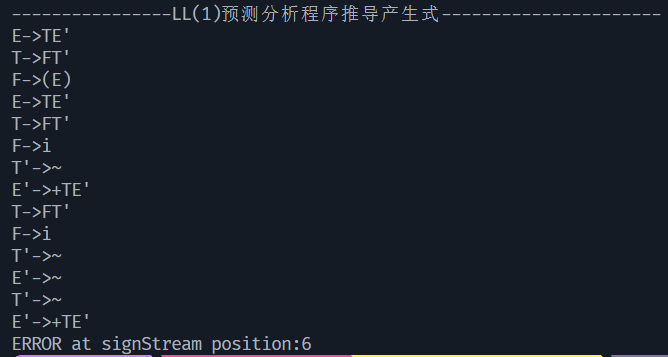 ---------------LL(1)预测分析程序推导产生式---------------------
E->TE'
T->FT'
F->(E)
E->TE'
T->FT'
F->i
T'->~
E'->+TE'
T->FT'
F->i
T'->~
E'->~
T'->~
E'->+TE'
ERROR at signStream position:6